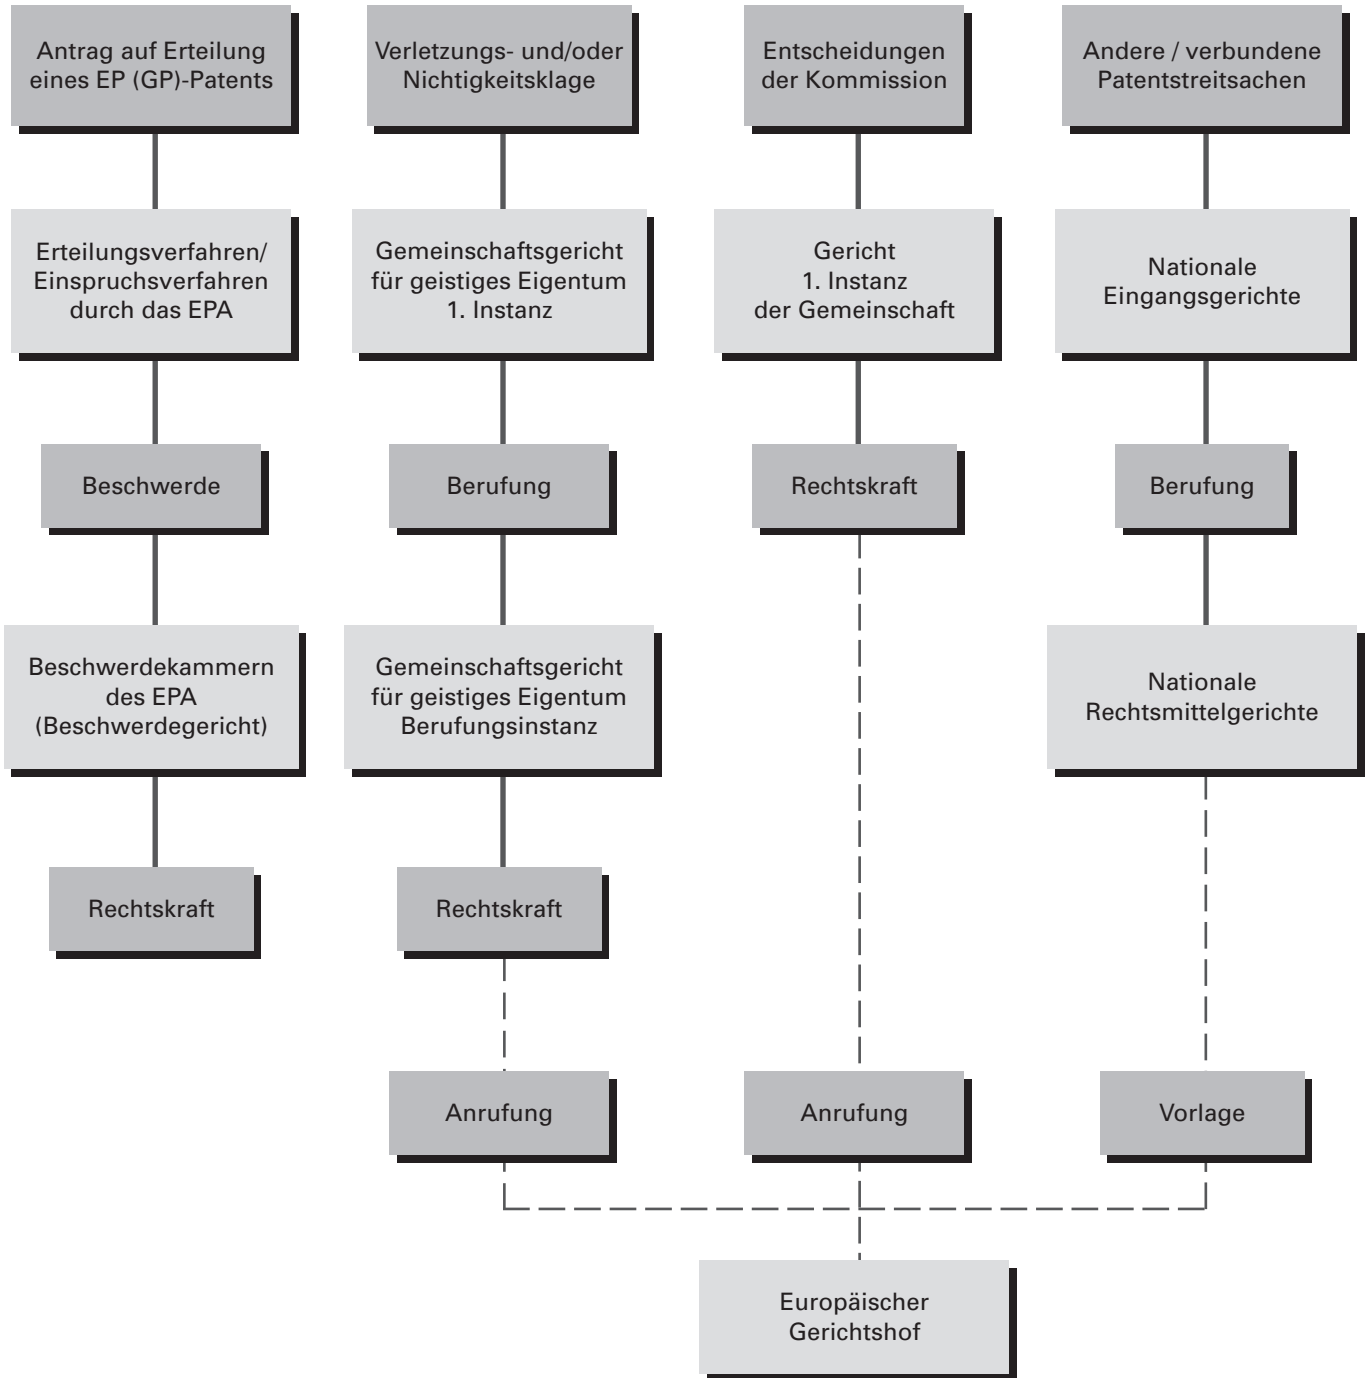 Antrag auf Erteilung
eines EP (GP)-Patents
Verletzungs- und/oder
Nichtigkeitsklage
Entscheidungen
der Kommission
Andere / verbundene
Patentstreitsachen
Erteilungsverfahren/
Einspruchsverfahren
durch das EPA
Gemeinschaftsgericht
für geistiges Eigentum
1. Instanz
Gericht
1. Instanz
der Gemeinschaft
Nationale
Eingangsgerichte
Beschwerde
Berufung
Rechtskraft
Berufung
Beschwerdekammern
des EPA
(Beschwerdegericht)
Gemeinschaftsgericht
für geistiges Eigentum
Berufungsinstanz
Nationale
Rechtsmittelgerichte
Rechtskraft
Rechtskraft
Anrufung
Anrufung
Vorlage
Europäischer
Gerichtshof